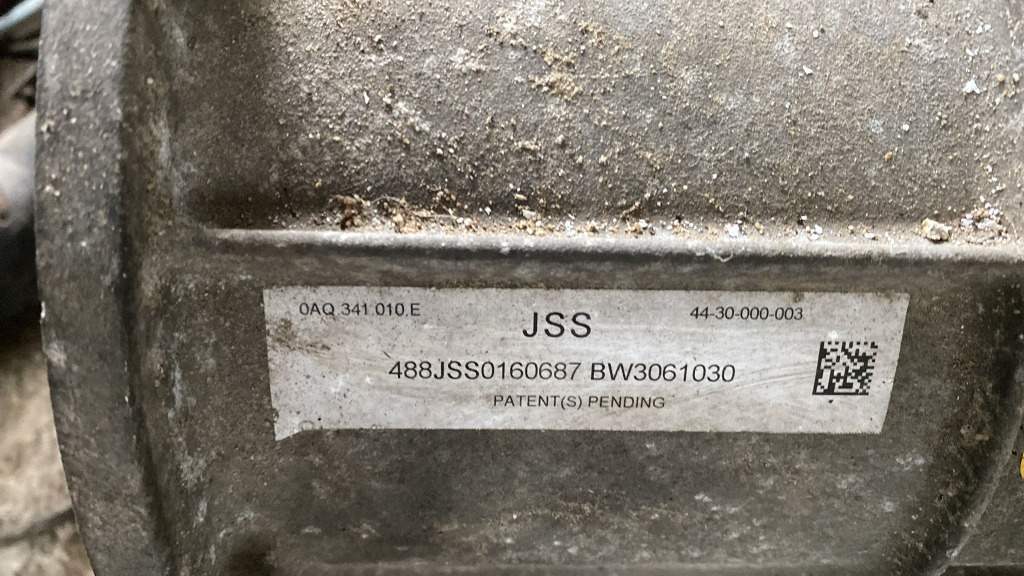 0AQ 341 010.E
JSS
44-30-000-003
488JSS0160687 BW3061030
PATENT(S) PENDING